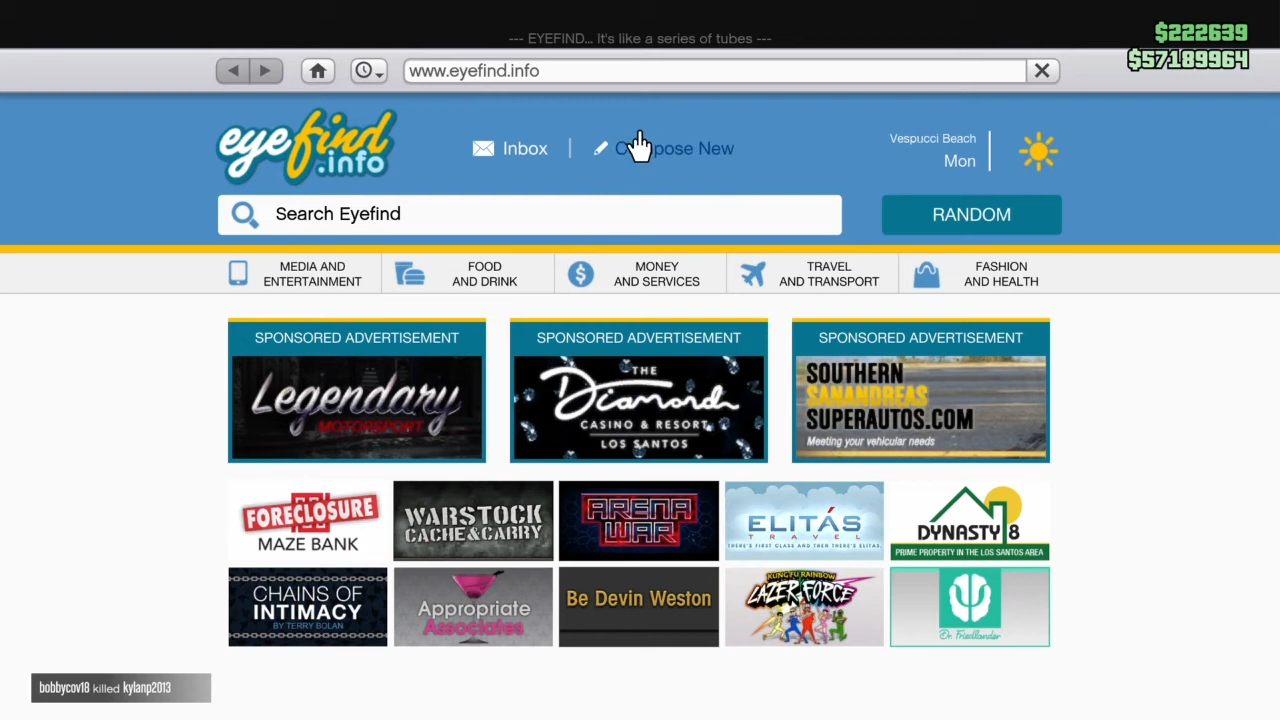 --- EYEFIND... It's like a series of tubes ---
$222639
$57189964
www.eyefind.info
eyefind
.info
Inbox
Compose New
Vespucci Beach
Mon
Search Eyefind
RANDOM
MEDIA AND
ENTERTAINMENT
FOOD
AND DRINK
MONEY
AND SERVICES
TRAVEL
AND TRANSPORT
FASHION
AND HEALTH
SPONSORED ADVERTISEMENT
Legendary
MOTORSPORT
SPONSORED ADVERTISEMENT
THE
Diamond
CASINO & RESORT
LOS SANTOS
SPONSORED ADVERTISEMENT
SOUTHERN
SANANDREAS
SUPERAUTOS.COM
Meeting your vehicular needs
FORECLOSURE
MAZE BANK
WARSTOCK
CACHE&CARRY
ARENA
WAR
ELITÁS
TRAVEL
THERE'S FIRST CLASS AND THEN THERE'S ELITAS
DYNASTY 8
PRIME PROPERTY IN THE LOS SANTOS AREA
CHAINS OF
INTIMACY
BY TERRY BOLAN
Appropriate
Associates
Be Devin Weston
KUNG FU RAINBOW
LAZER FORCE
Dr. Friedlander
bobbycov18 killed kylanp2013